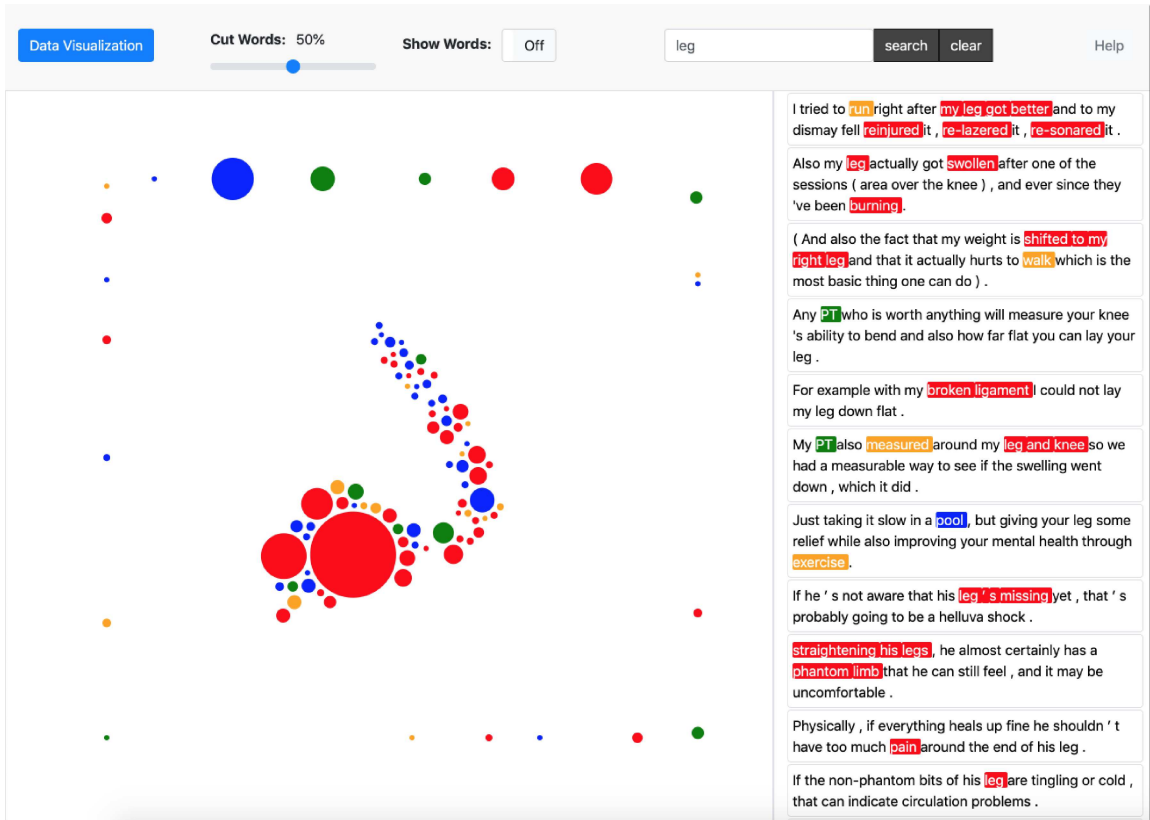 Data Visualization
Cut Words: 50%
Show Words: Off
leg
search
clear
Help
I tried to run right after my leg got better and to my
dismay fell reinjured it , re-lazered it , re-sonared it .
Also my leg actually got swollen after one of the
sessions ( area over the knee ) , and ever since they
've been burning .
( And also the fact that my weight is shifted to my
right leg and that it actually hurts to walk which is the
most basic thing one can do ) .
Any PT who is worth anything will measure your knee
's ability to bend and also how far flat you can lay your
leg .
For example with my broken ligament I could not lay
my leg down flat .
My PT also measured around my leg and knee so we
had a measurable way to see if the swelling went
down , which it did .
Just taking it slow in a pool , but giving your leg some
relief while also improving your mental health through
exercise .
If he ’ s not aware that his leg ’ s missing yet , that ’ s
probably going to be a helluva shock .
straightening his legs , he almost certainly has a
phantom limb that he can still feel , and it may be
uncomfortable .
Physically , if everything heals up fine he shouldn ’ t
have too much pain around the end of his leg .
If the non-phantom bits of his leg are tingling or cold ,
that can indicate circulation problems .